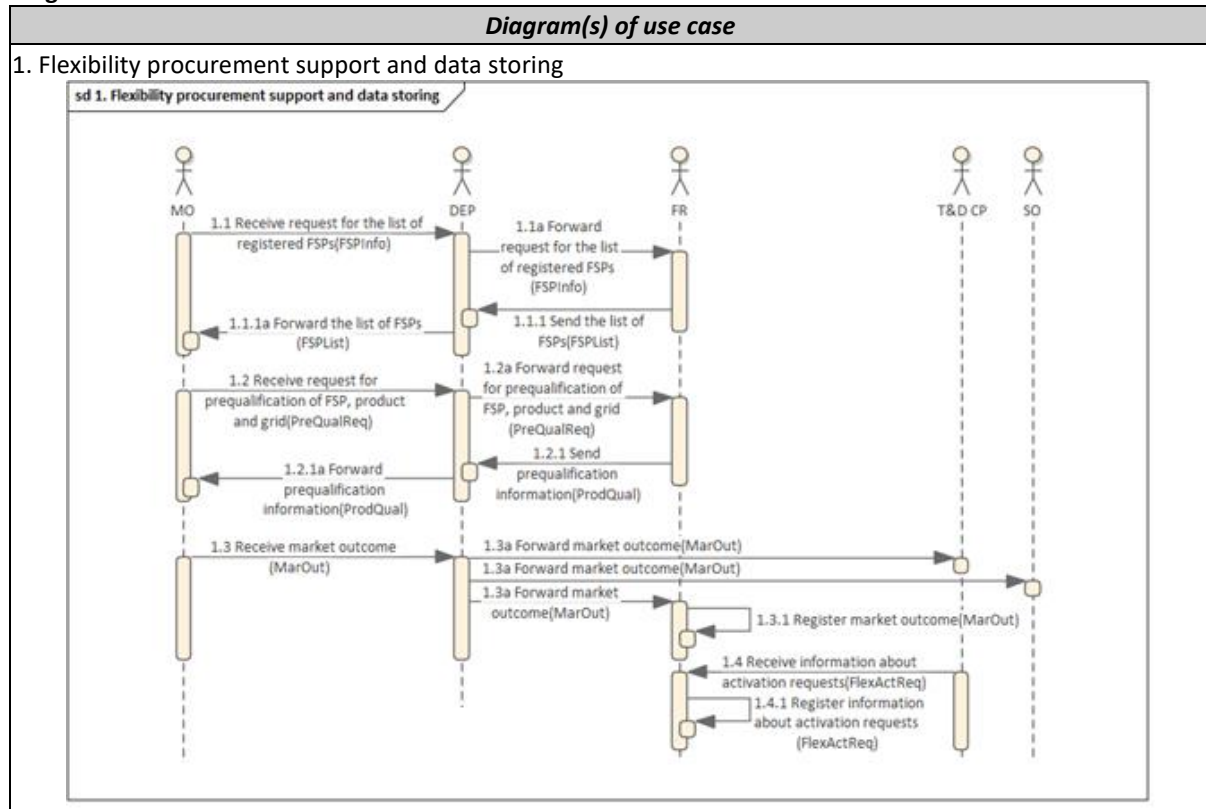 Diagram(s) of use case
1. Flexibility procurement support and data storing
sd 1. Flexibility procurement support and data storing
MO
DEP
FR
T&D CP
SO
1.1 Receive request for the list of
registered FSPs(FSPInfo)
1.1a Forward
request for the list
of registered FSPs
(FSPInfo)
1.1.1 Send the list of
FSPs(FSPList)
1.1.1a Forward the list of FSPs
(FSPList)
1.2 Receive request for
prequalification of FSP, product
and grid(PreQualReq)
1.2a Forward request
for prequalification of
FSP, product and grid
(PreQualReq)
1.2.1 Send
prequalification
information(ProdQual)
1.2.1a Forward
prequalification
information(ProdQual)
1.3 Receive market outcome
(MarOut)
1.3a Forward market outcome(MarOut)
1.3a Forward market outcome(MarOut)
1.3a Forward market
outcome(MarOut)
1.3.1 Register market outcome(MarOut)
1.4 Receive information about
activation requests(FlexActReq)
1.4.1 Register information
about activation requests
(FlexActReq)